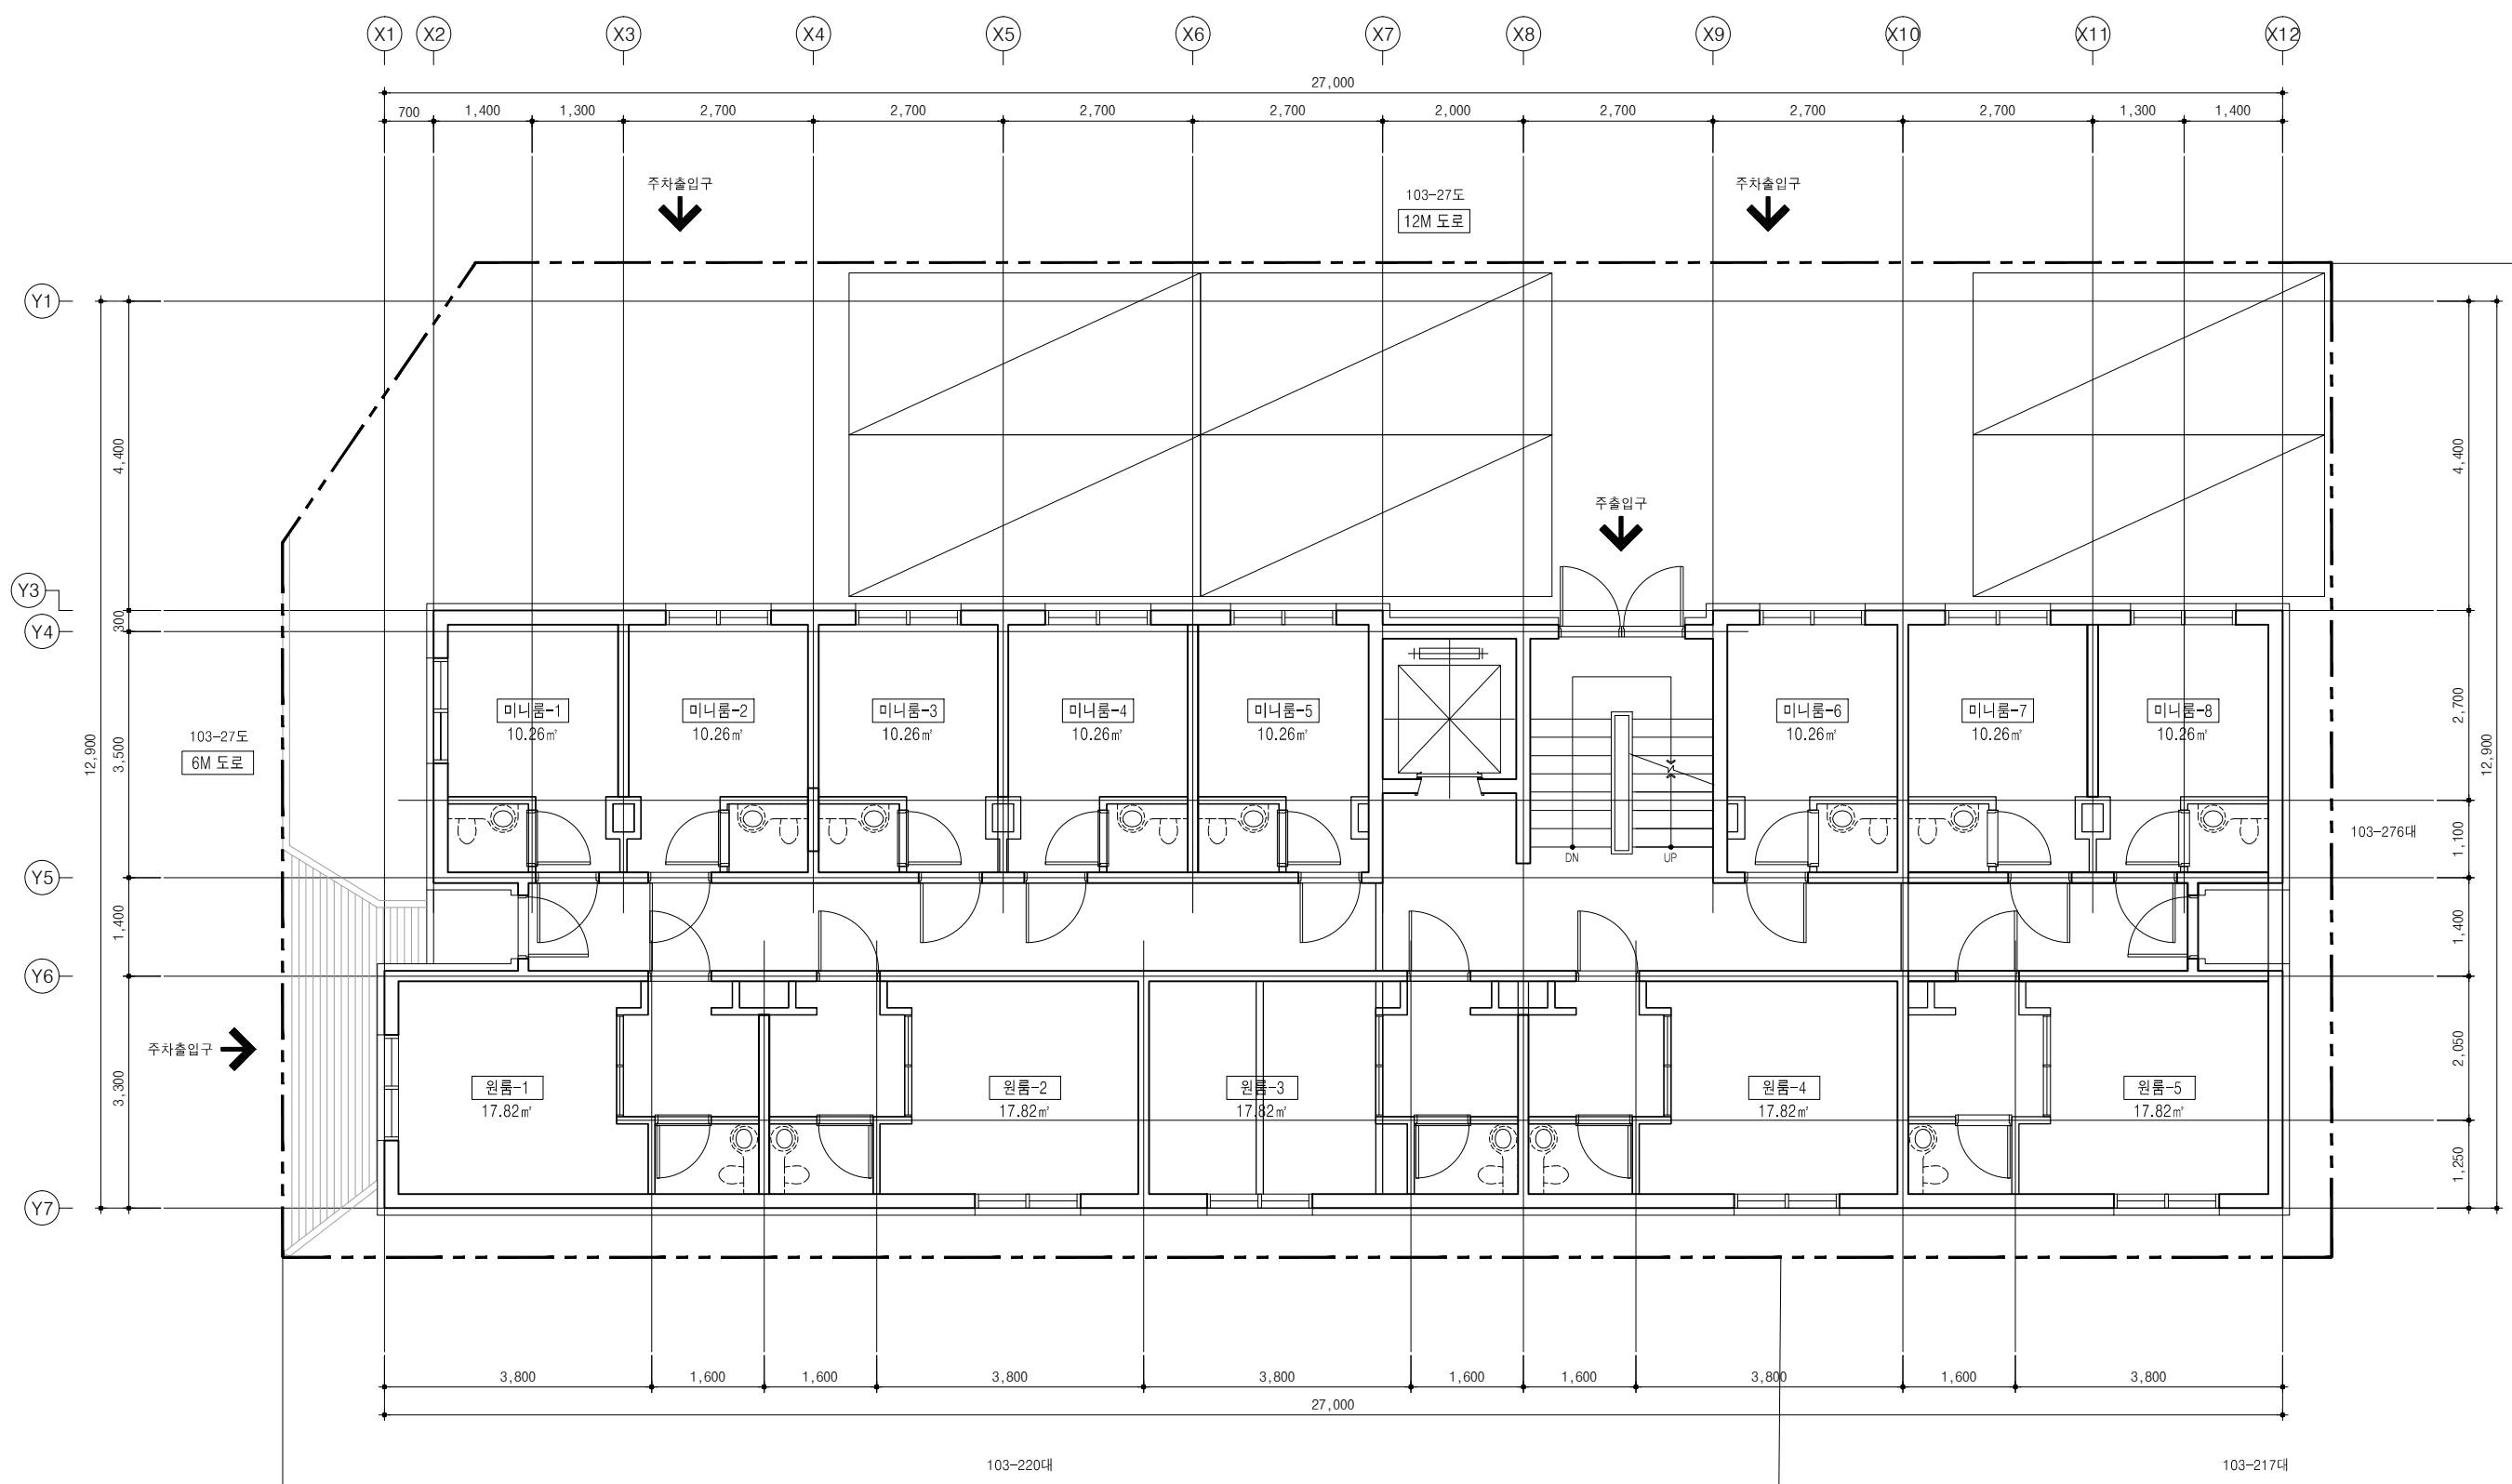 X1 X2 X3 X4 X5 X6 X7 X8 X9 X10 X11 X12
27,000
700 1,400 1,300 2,700 2,700 2,700 2,700 2,000 2,700 2,700 2,700 1,300 1,400
주차출입구
주차출입구
103-27도
12M 도로
Y1
4,400
4,400
주출입구
Y3
300
Y4
미니룸-1
10.26㎡
미니룸-2
10.26㎡
미니룸-3
10.26㎡
미니룸-4
10.26㎡
미니룸-5
10.26㎡
미니룸-6
10.26㎡
미니룸-7
10.26㎡
미니룸-8
10.26㎡
103-27도
6M 도로
12,900
3,500
2,700
12,900
103-276대
1,100
DN
UP
Y5
1,400
1,400
Y6
주차출입구
3,300
원룸-1
17.82㎡
원룸-2
17.82㎡
원룸-3
17.82㎡
원룸-4
17.82㎡
원룸-5
17.82㎡
2,050
1,250
Y7
3,800 1,600 1,600 3,800 3,800 1,600 1,600 3,800 1,600 3,800
27,000
103-220대
103-217대